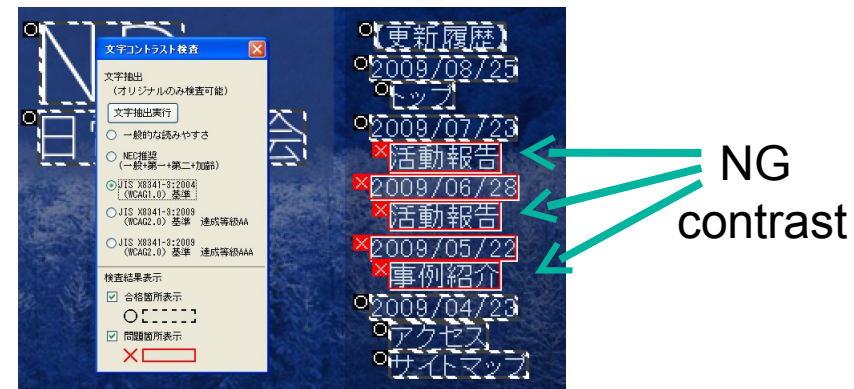 文字コントラスト検査
文字抽出
(オリジナルのみ検査可能)
文字抽出実行
一般的な読みやすさ
NEC推奨
(一般+第一+第二+加齢)
JIS X8341-3:2004
(WCAG1.0) 基準
JIS X8341-3:2009
(WCAG2.0) 基準 達成等級AA
JIS X8341-3:2009
(WCAG2.0) 基準 達成等級AAA
検査結果表示
合格箇所表示
問題箇所表示
【更新履歴】
2009/08/25
トップ
2009/07/23
活動報告
2009/06/28
活動報告
2009/05/22
事例紹介
2009/04/23
アクセス
サイトマップ
NG
contrast